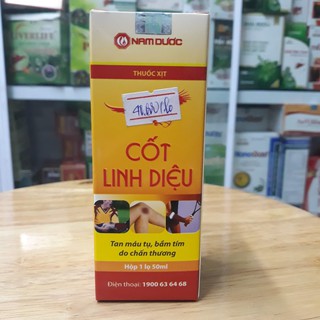 NAM DƯỢC
THUỐC XỊT
CỐT
LINH DIỆU
Tan máu tụ, bầm tím
do chấn thương
Hộp 1 lọ 50ml
Điện thoại: 1900 63 64 68